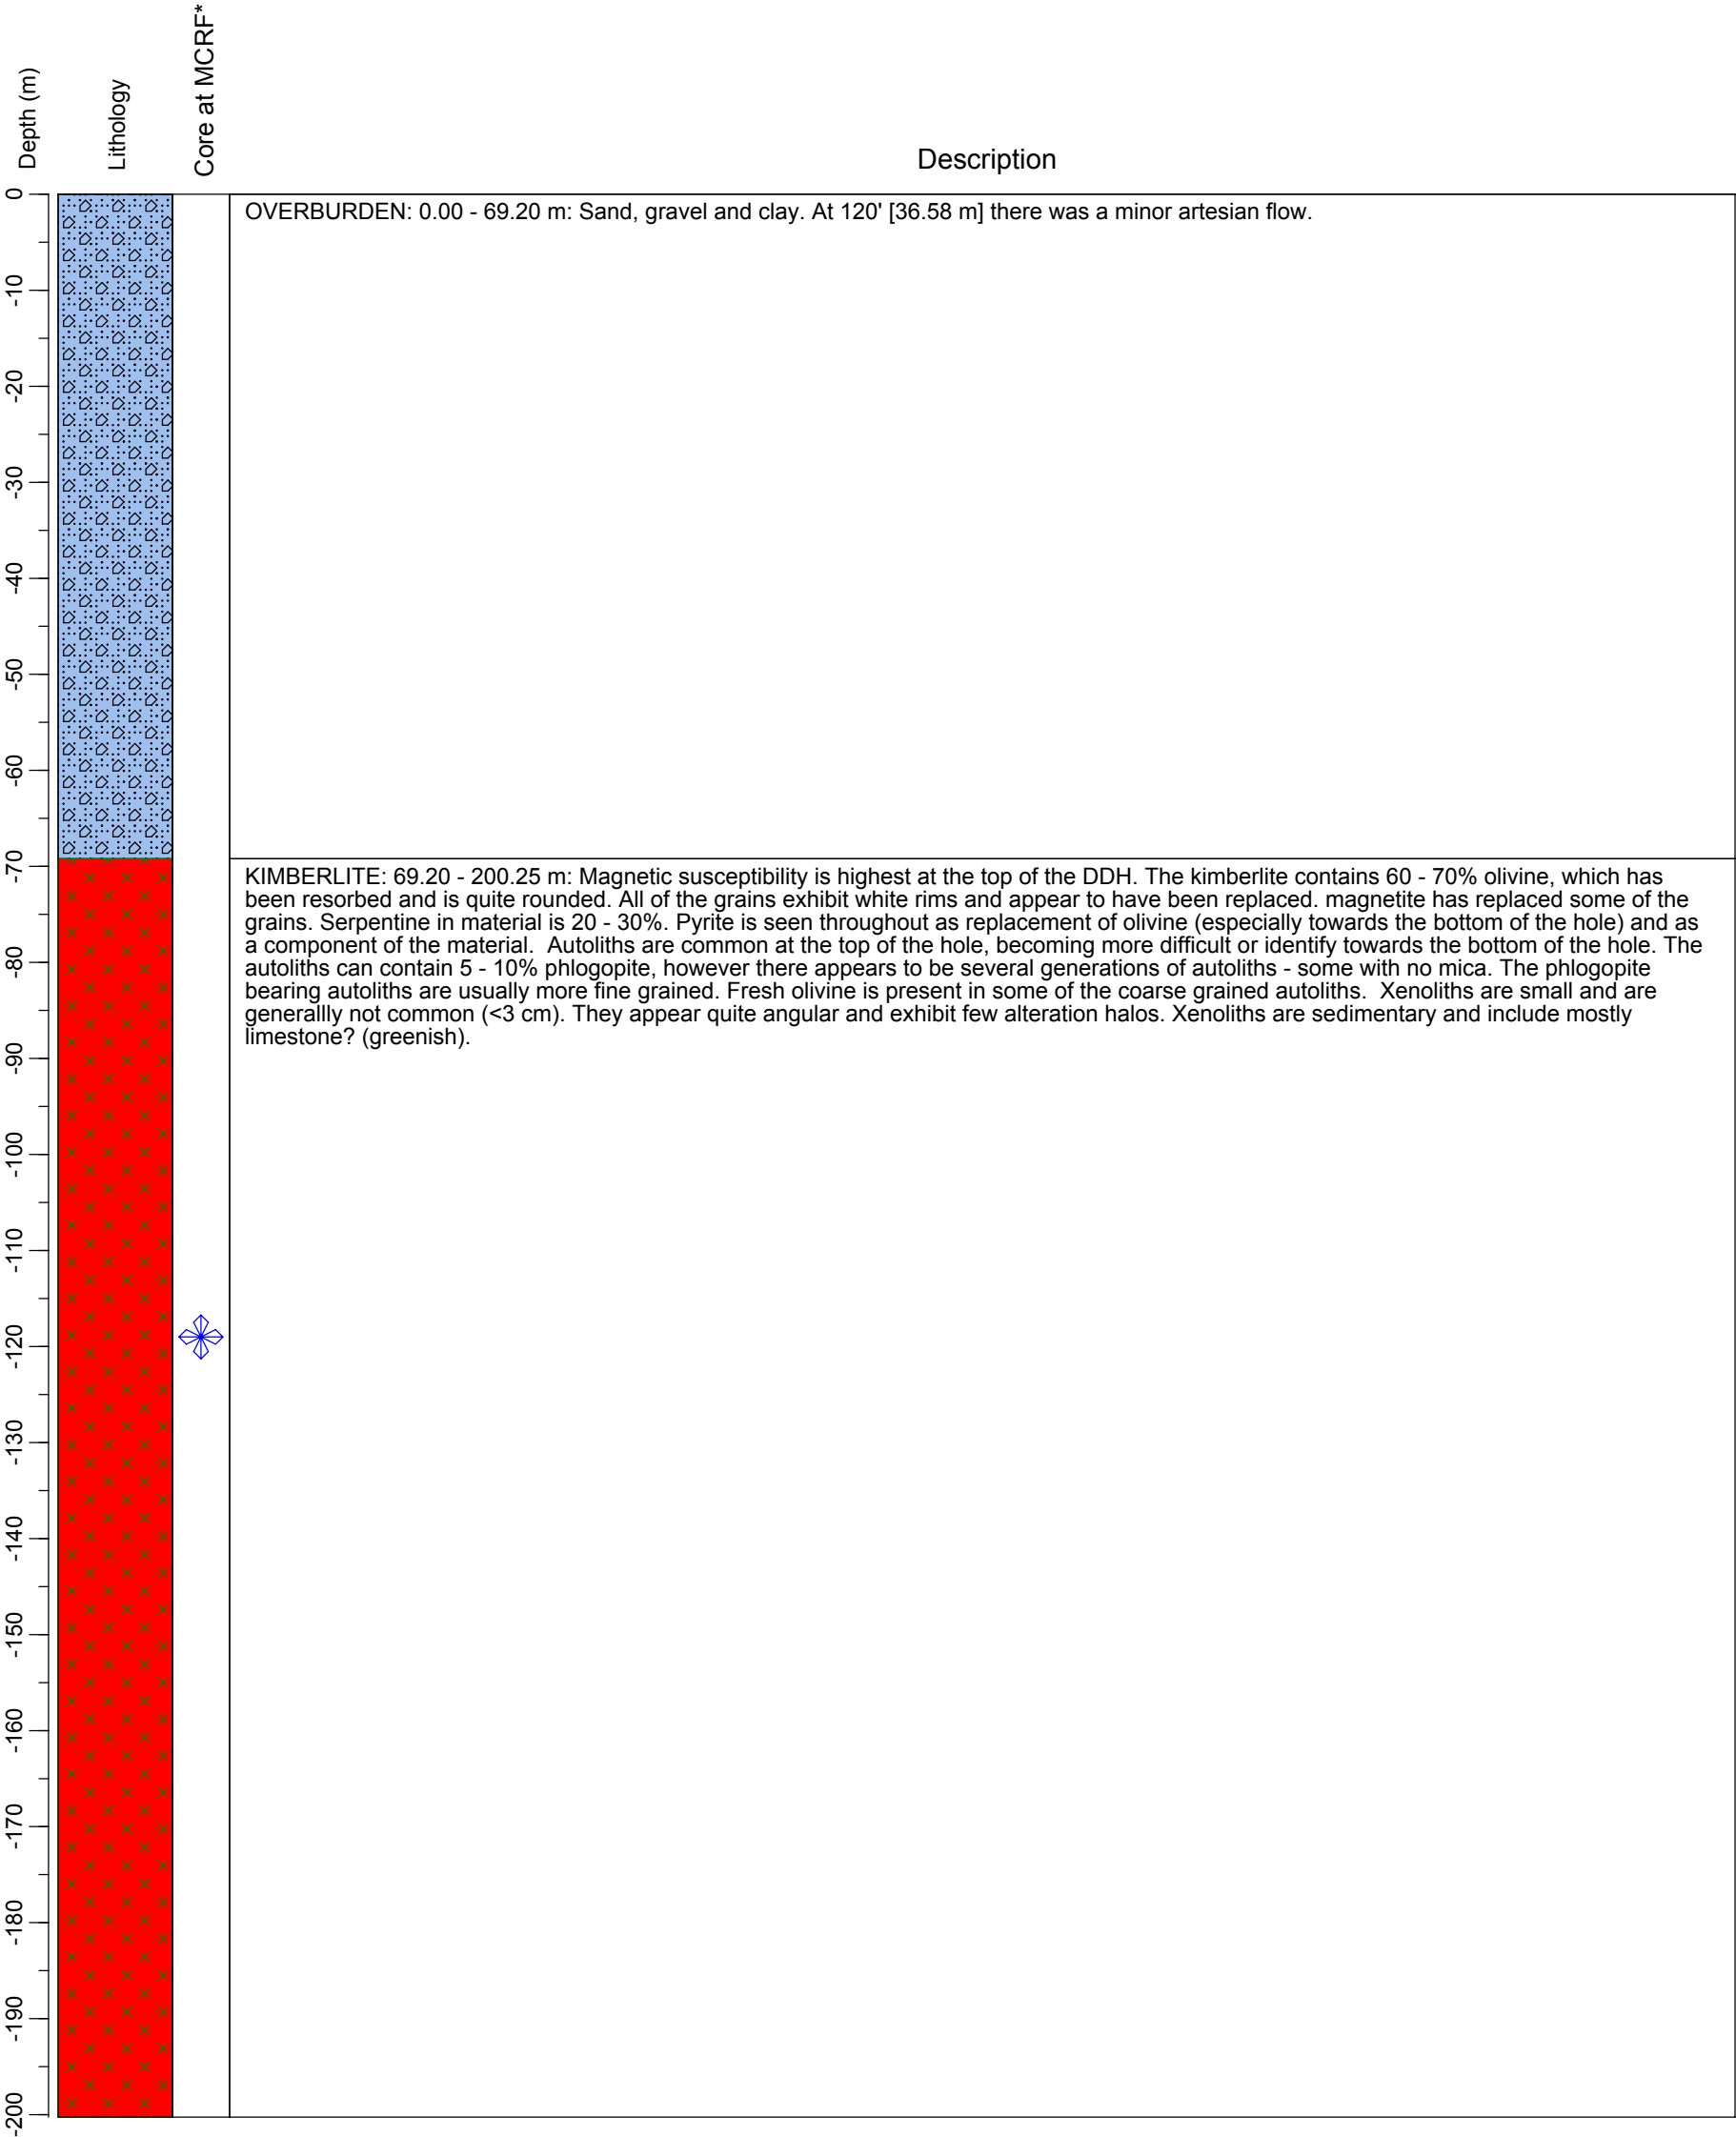 Depth (m)
Lithology
Core at MCRF*
Description
0
-10
-20
-30
-40
-50
-60
-70
-80
-90
-100
-110
-120
-130
-140
-150
-160
-170
-180
-190
-200
OVERBURDEN: 0.00 - 69.20 m: Sand, gravel and clay. At 120' [36.58 m] there was a minor artesian flow.
KIMBERLITE: 69.20 - 200.25 m: Magnetic susceptibility is highest at the top of the DDH. The kimberlite contains 60 - 70% olivine, which has
been resorbed and is quite rounded. All of the grains exhibit white rims and appear to have been replaced. magnetite has replaced some of the
grains. Serpentine in material is 20 - 30%. Pyrite is seen throughout as replacement of olivine (especially towards the bottom of the hole) and as
a component of the material.  Autoliths are common at the top of the hole, becoming more difficult or identify towards the bottom of the hole. The
autoliths can contain 5 - 10% phlogopite, however there appears to be several generations of autoliths - some with no mica. The phlogopite
bearing autoliths are usually more fine grained. Fresh olivine is present in some of the coarse grained autoliths.  Xenoliths are small and are
generallly not common (<3 cm). They appear quite angular and exhibit few alteration halos. Xenoliths are sedimentary and include mostly
limestone? (greenish).